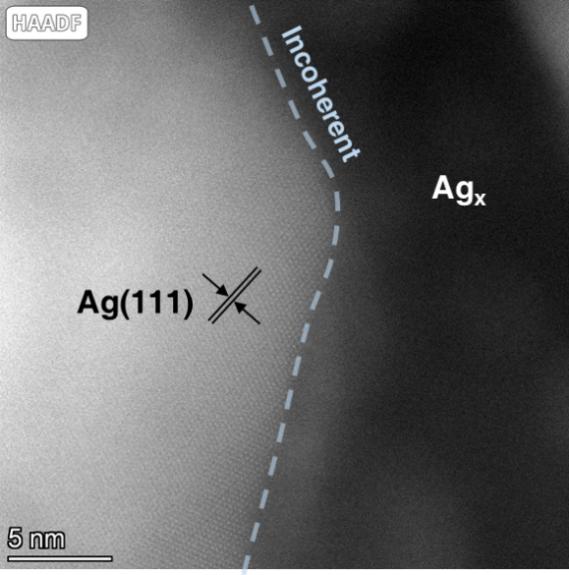 HAADF
Incoherent
Agₓ
Ag(111)
5 nm